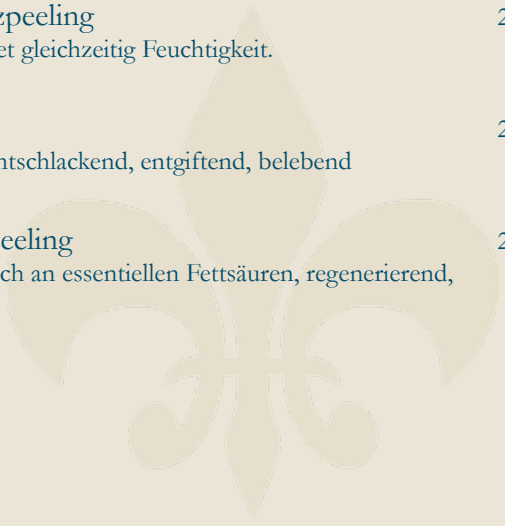 zpeeling 2
et gleichzeitig Feuchtigkeit.
2
ntschlackend, entgiftend, belebend
eeling 2
ch an essentiellen Fettsäuren, regenerierend,